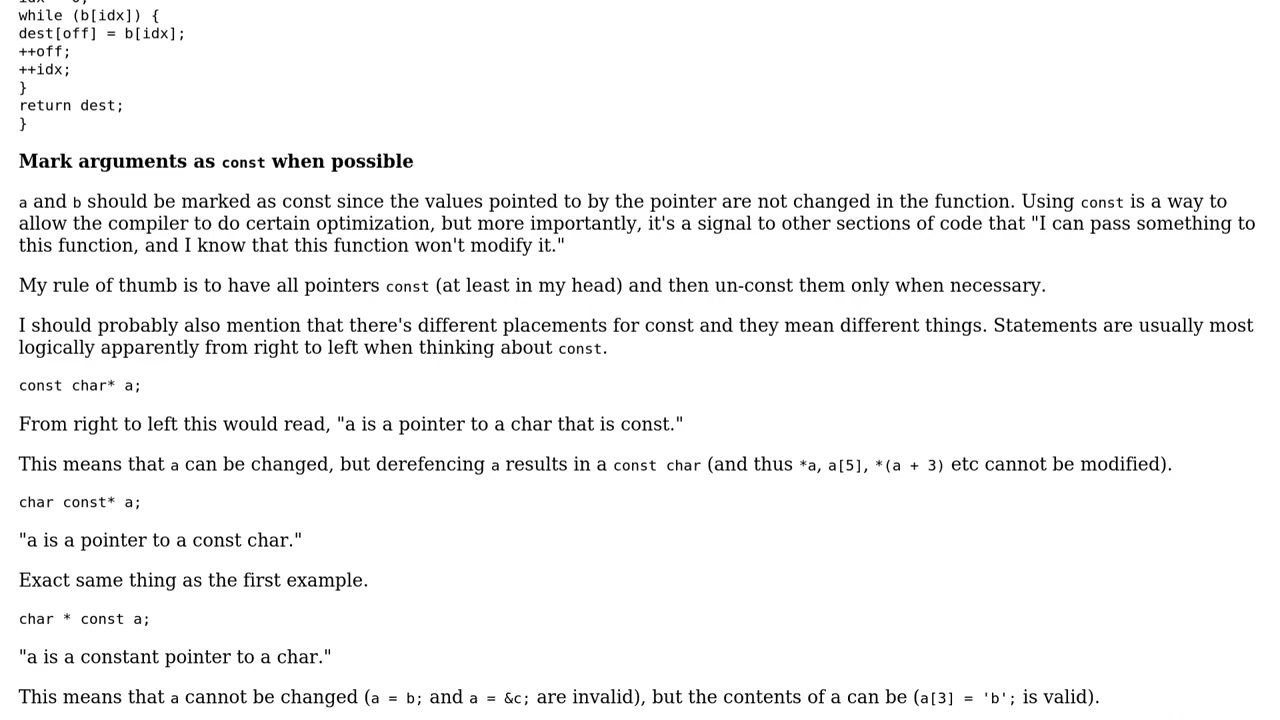 while (b[idx]) {
dest[off] = b[idx];
++off;
++idx;
}
return dest;
}
Mark arguments as const when possible
a and b should be marked as const since the values pointed to by the pointer are not changed in the function. Using const is a way to
allow the compiler to do certain optimization, but more importantly, it's a signal to other sections of code that "I can pass something to
this function, and I know that this function won't modify it."
My rule of thumb is to have all pointers const (at least in my head) and then un-const them only when necessary.
I should probably also mention that there's different placements for const and they mean different things. Statements are usually most
logically apparently from right to left when thinking about const.
const char* a;
From right to left this would read, "a is a pointer to a char that is const."
This means that a can be changed, but derefencing a results in a const char (and thus *a, a[5], *(a + 3) etc cannot be modified).
char const* a;
"a is a pointer to a const char."
Exact same thing as the first example.
char * const a;
"a is a constant pointer to a char."
This means that a cannot be changed (a = b; and a = &c; are invalid), but the contents of a can be (a[3] = 'b'; is valid).